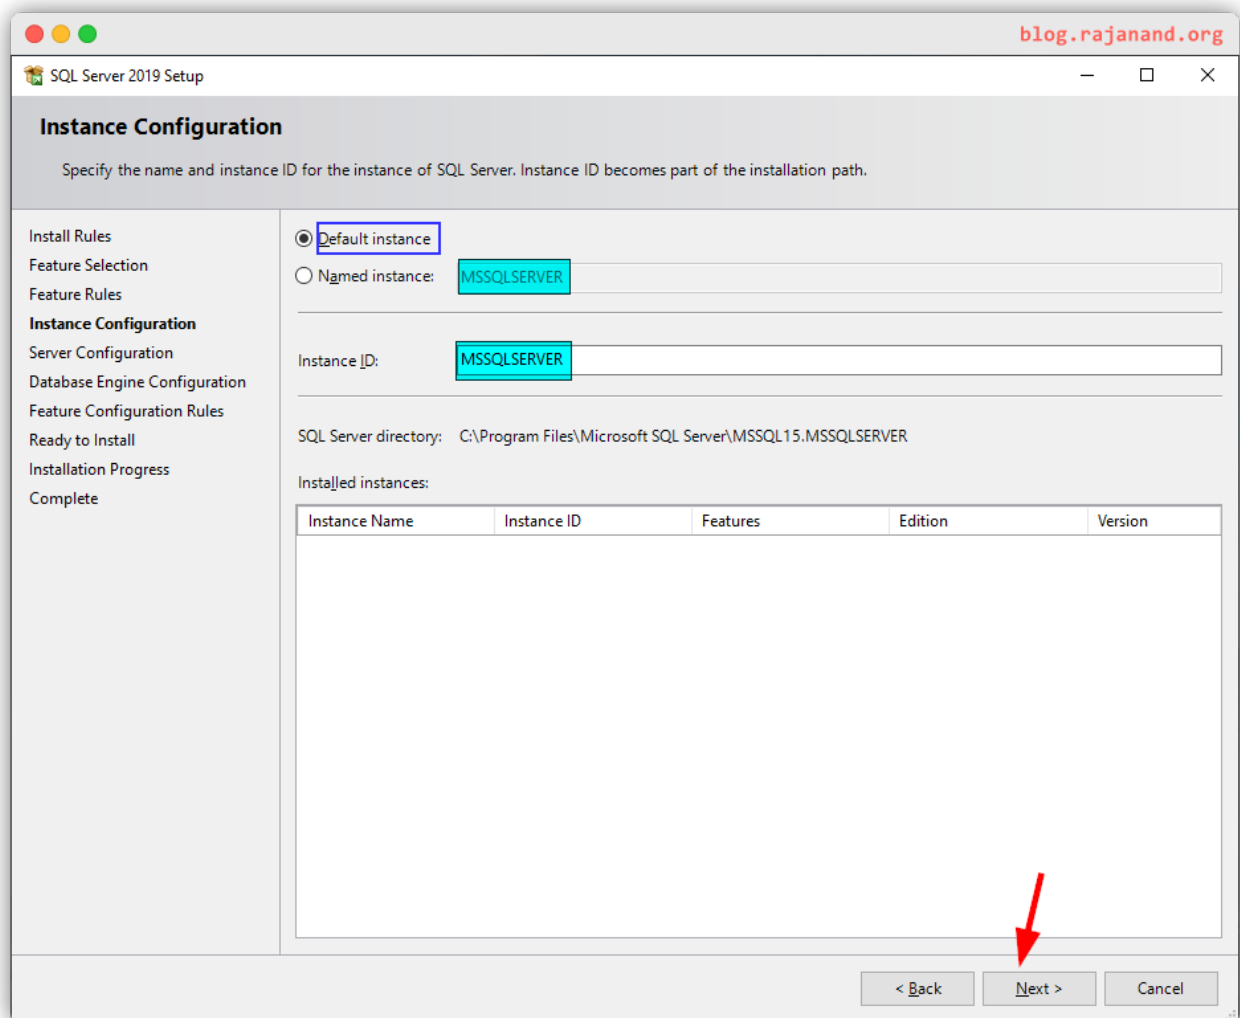 blog.rajanand.org
SQL Server 2019 Setup
Instance Configuration
Specify the name and instance ID for the instance of SQL Server. Instance ID becomes part of the installation path.
Install Rules
Feature Selection
Feature Rules
Instance Configuration
Server Configuration
Database Engine Configuration
Feature Configuration Rules
Ready to Install
Installation Progress
Complete
Default instance
Named instance: MSSQLSERVER
Instance ID: MSSQLSERVER
SQL Server directory: C:\Program Files\Microsoft SQL Server\MSSQL15.MSSQLSERVER
Installed instances:
Instance Name Instance ID Features Edition Version
< Back Next > Cancel